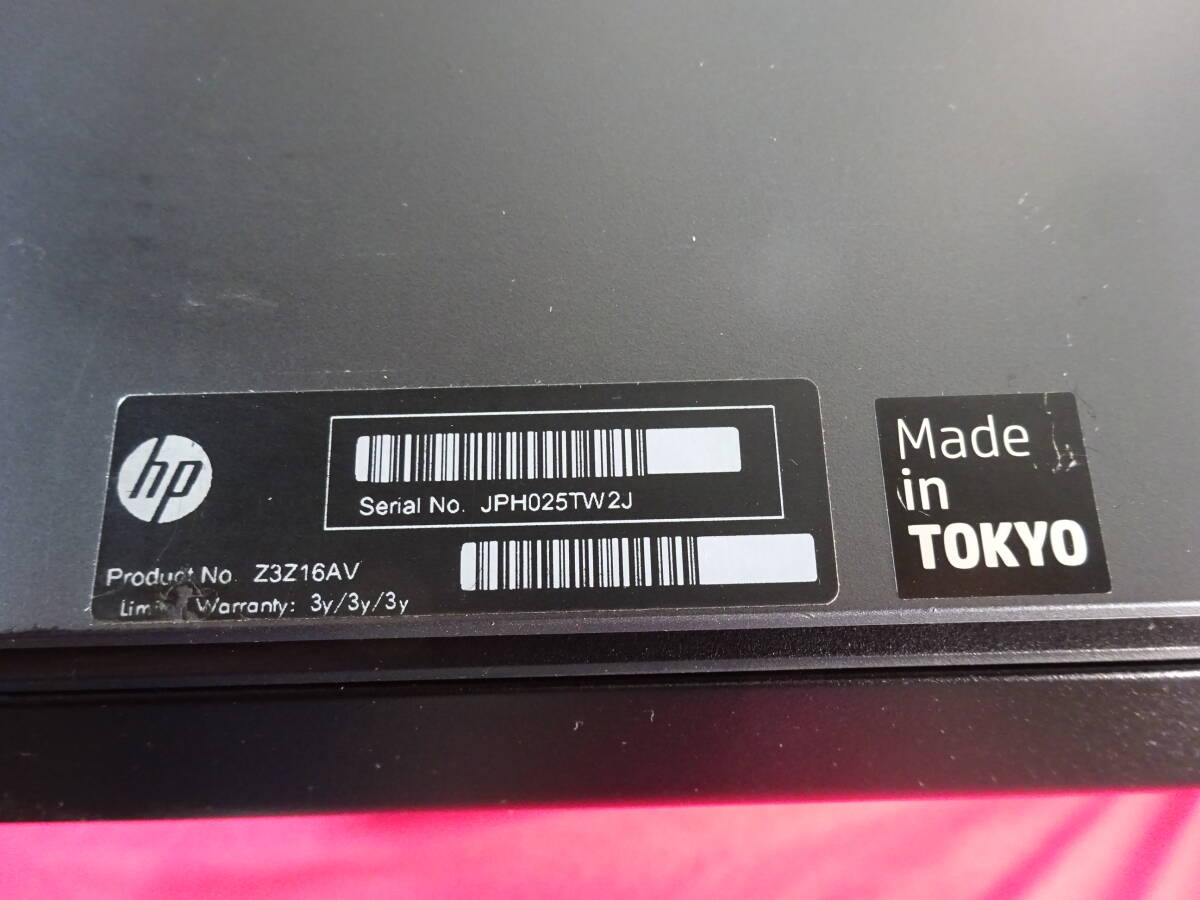 hp
Serial No. JPH025TW2J
Product No. Z3Z16AV
Warranty: 3y/3y/3y
Made
in
TOKYO